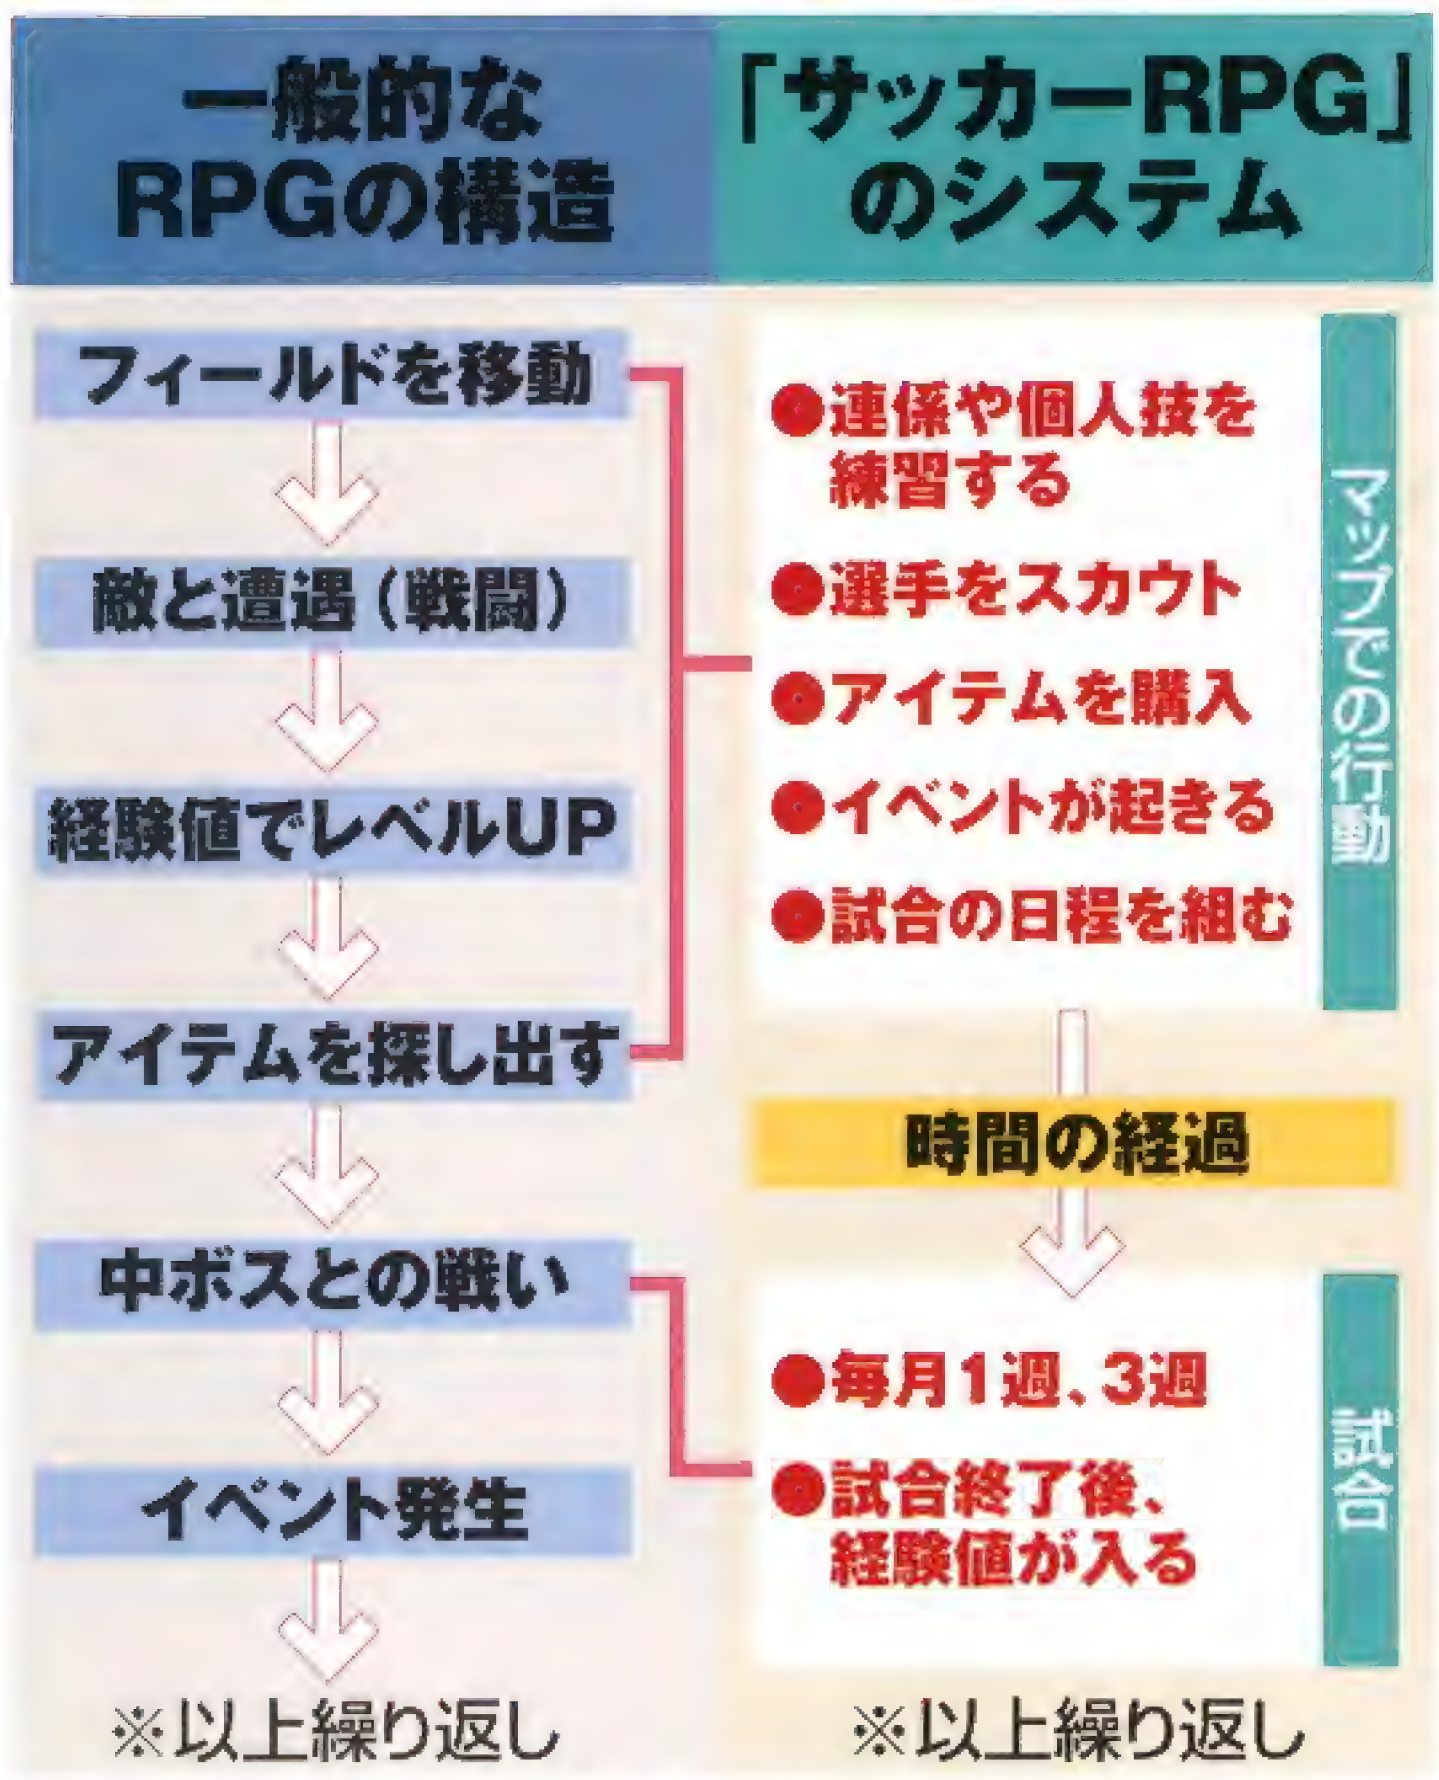 一般的な
RPGの構造
「サッカーRPG」
のシステム
フィールドを移動
敵と遭遇(戦闘)
経験値でレベルUP
アイテムを探し出す
中ボスとの戦い
イベント発生
※以上繰り返し
マップでの行動
●連係や個人技を
練習する
●選手をスカウト
●アイテムを購入
●イベントが起きる
●試合の日程を組む
時間の経過
試合
●毎月1週、3週
●試合終了後、
経験値が入る
※以上繰り返し